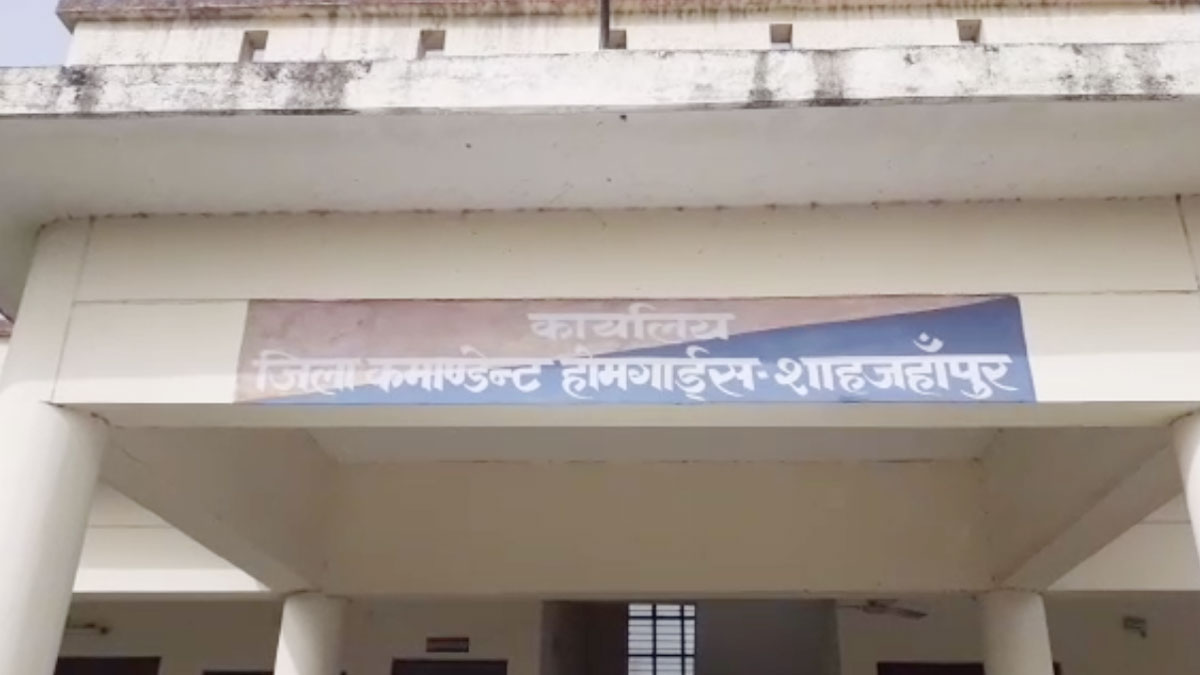 कार्यालय
जिला कमाण्डेन्ट होमगार्ड्स-शाहजहाँपुर